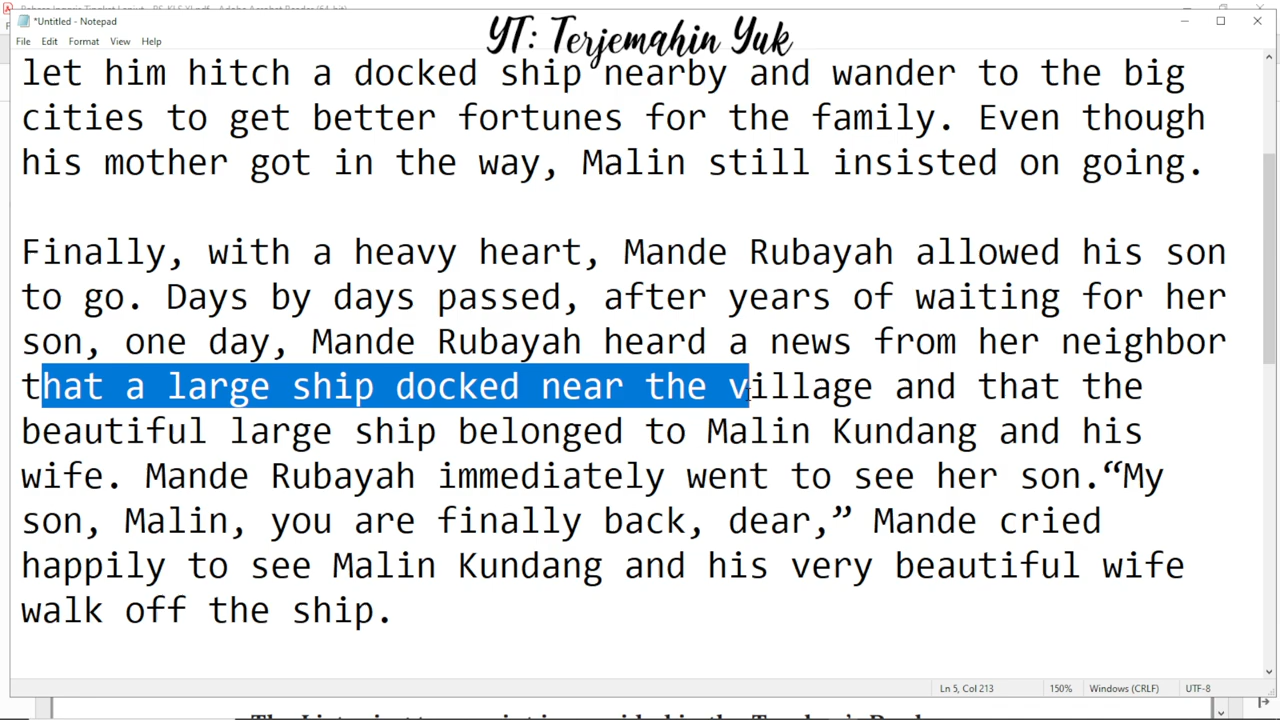 *Untitled - Notepad
YT: Terjemahin Yuk
File Edit Format View Help
let him hitch a docked ship nearby and wander to the big
cities to get better fortunes for the family. Even though
his mother got in the way, Malin still insisted on going.
Finally, with a heavy heart, Mande Rubayah allowed his son
to go. Days by days passed, after years of waiting for her
son, one day, Mande Rubayah heard a news from her neighbor
that a large ship docked near the village and that the
beautiful large ship belonged to Malin Kundang and his
wife. Mande Rubayah immediately went to see her son.“My
son, Malin, you are finally back, dear,” Mande cried
happily to see Malin Kundang and his very beautiful wife
walk off the ship.
Ln 5, Col 213 150% Windows (CRLF) UTF-8